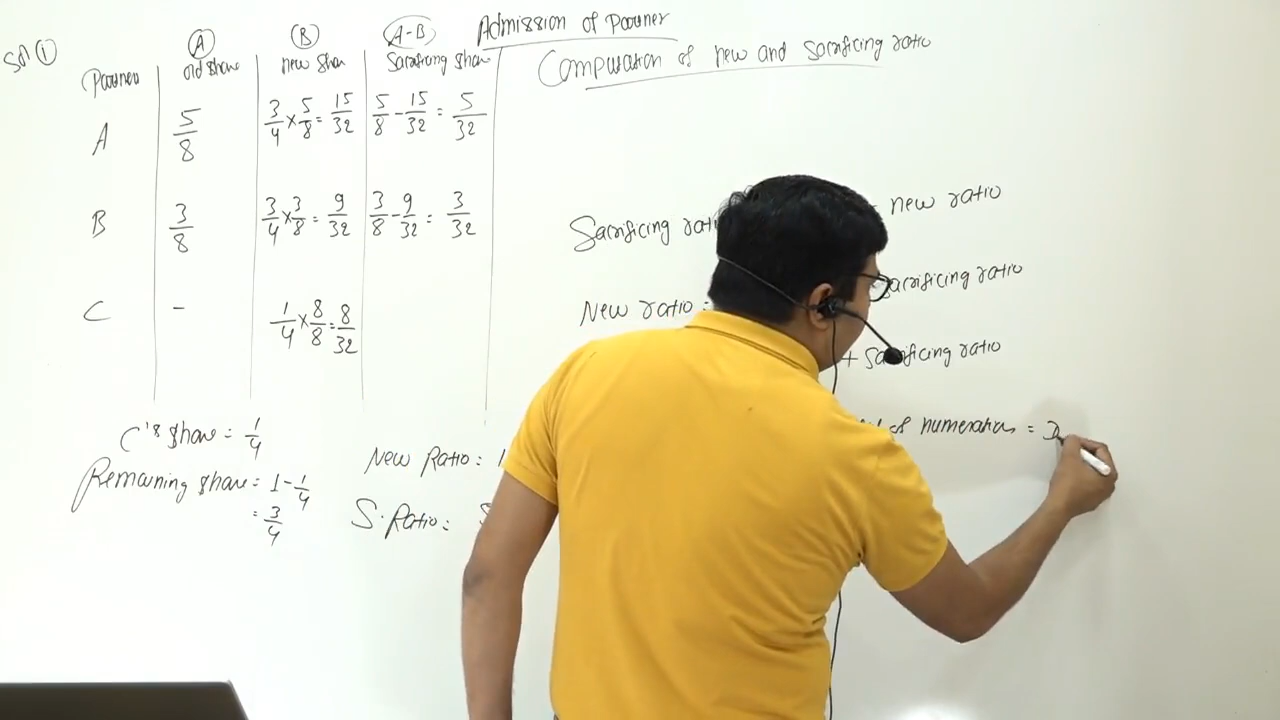 Sol ①
Admission of Partner
Computation of new and sacrificing ratio
Partner
A
old share
B
new share
A-B
Sacrificing share
A 5/8 3/4 × 5/8 = 15/32 5/8 - 15/32 = 5/32
B 3/8 3/4 × 3/8 = 9/32 3/8 - 9/32 = 3/32
C - 1/4 × 8/8 = 8/32
C's share = 1/4
Remaining share = 1 - 1/4
= 3/4
New Ratio :
S. Ratio :
Sacrificing new ratio
New ratio = sacrificing ratio
+ sacrificing ratio
of numerators =